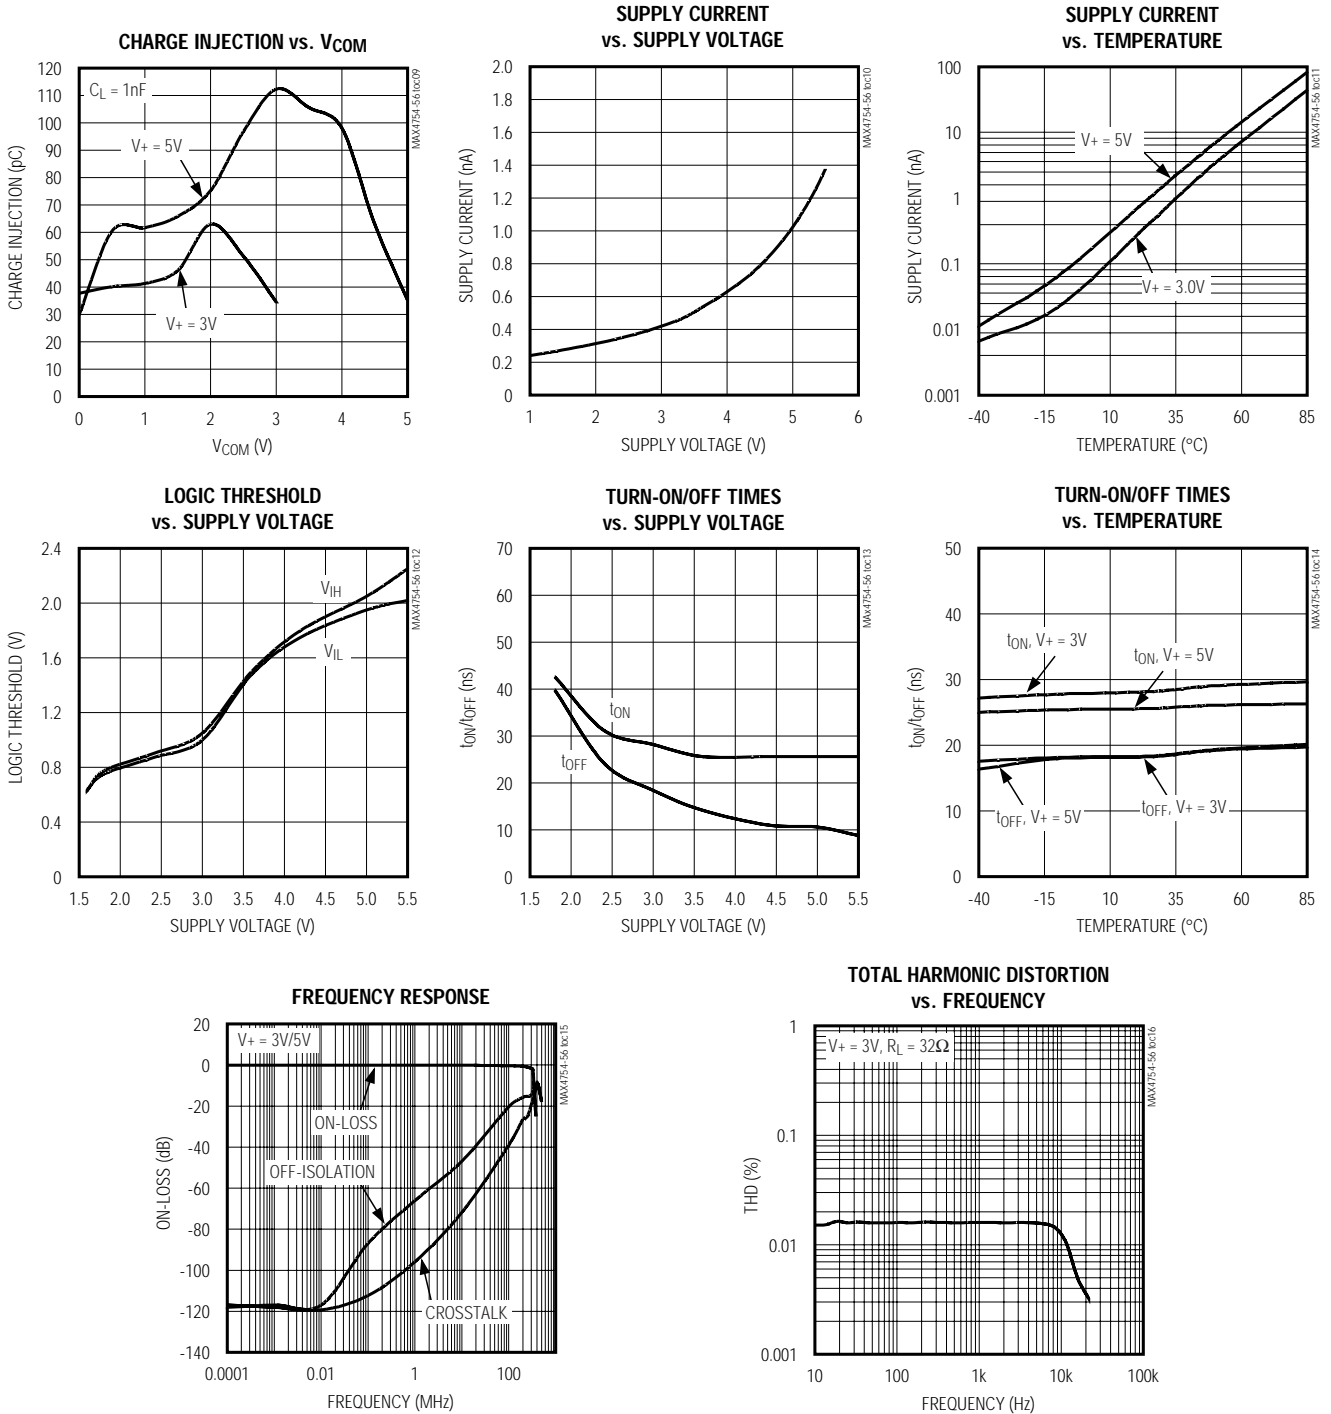 CHARGE INJECTION vs. VCOM
CHARGE INJECTION (pC)
120
110
100
90
80
70
60
50
40
30
20
10
0
CL = 1nF
V+ = 5V
V+ = 3V
MAX4754-56 toc09
0 1 2 3 4 5
VCOM (V)
SUPPLY CURRENT
vs. SUPPLY VOLTAGE
SUPPLY CURRENT (nA)
2.0
1.8
1.6
1.4
1.2
1.0
0.8
0.6
0.4
0.2
0
MAX4754-56 toc10
1 2 3 4 5 6
SUPPLY VOLTAGE (V)
SUPPLY CURRENT
vs. TEMPERATURE
SUPPLY CURRENT (nA)
100
10
1
0.1
0.01
0.001
V+ = 5V
V+ = 3.0V
MAX4754-56 toc11
-40 -15 10 35 60 85
TEMPERATURE (°C)
LOGIC THRESHOLD
vs. SUPPLY VOLTAGE
LOGIC THRESHOLD (V)
2.4
2.0
1.6
1.2
0.8
0.4
0
VIH
VIL
MAX4754-56 toc12
1.5 2.0 2.5 3.0 3.5 4.0 4.5 5.0 5.5
SUPPLY VOLTAGE (V)
TURN-ON/OFF TIMES
vs. SUPPLY VOLTAGE
tON/tOFF (ns)
70
60
50
40
30
20
10
0
tON
tOFF
MAX4754-56 toc13
1.5 2.0 2.5 3.0 3.5 4.0 4.5 5.0 5.5
SUPPLY VOLTAGE (V)
TURN-ON/OFF TIMES
vs. TEMPERATURE
tON/tOFF (ns)
50
40
30
20
10
0
tON, V+ = 3V
tON, V+ = 5V
tOFF, V+ = 5V
tOFF, V+ = 3V
MAX4754-56 toc14
-40 -15 10 35 60 85
TEMPERATURE (°C)
FREQUENCY RESPONSE
ON-LOSS (dB)
20
0
-20
-40
-60
-80
-100
-120
-140
V+ = 3V/5V
ON-LOSS
OFF-ISOLATION
CROSSTALK
MAX4754-56 toc15
0.0001 0.01 1 100
FREQUENCY (MHz)
TOTAL HARMONIC DISTORTION
vs. FREQUENCY
THD (%)
1
0.1
0.01
0.001
V+ = 3V, RL = 32Ω
MAX4754-56 toc16
10 100 1k 10k 100k
FREQUENCY (Hz)